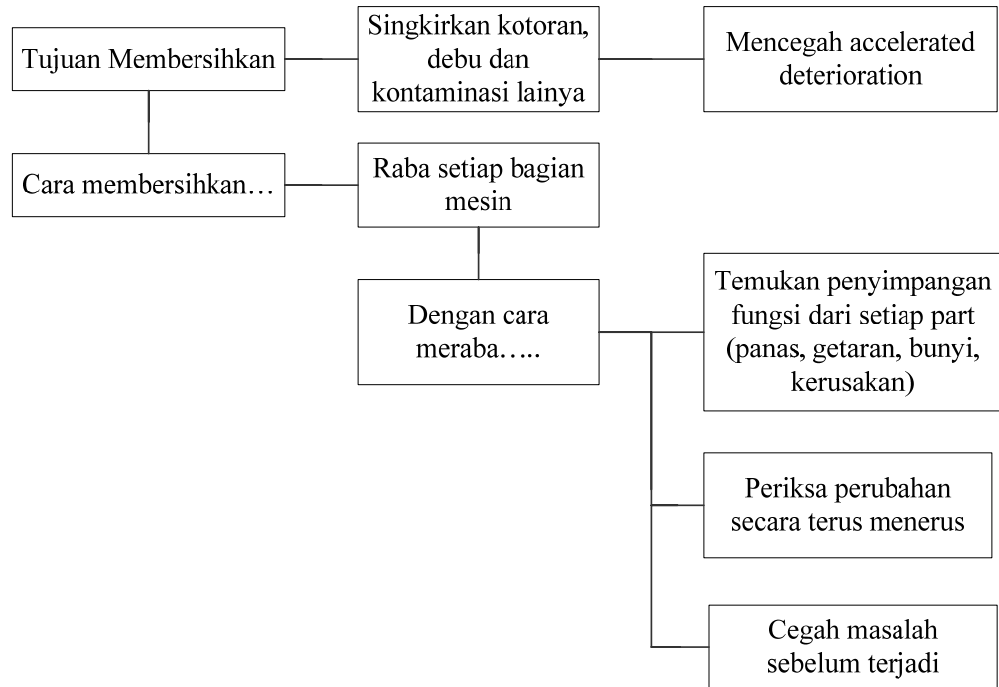 Tujuan Membersihkan
Singkirkan kotoran,
debu dan
kontaminasi lainya
Mencegah accelerated
deterioration
Cara membersihkan…
Raba setiap bagian
mesin
Dengan cara
meraba…..
Temukan penyimpangan
fungsi dari setiap part
(panas, getaran, bunyi,
kerusakan)
Periksa perubahan
secara terus menerus
Cegah masalah
sebelum terjadi